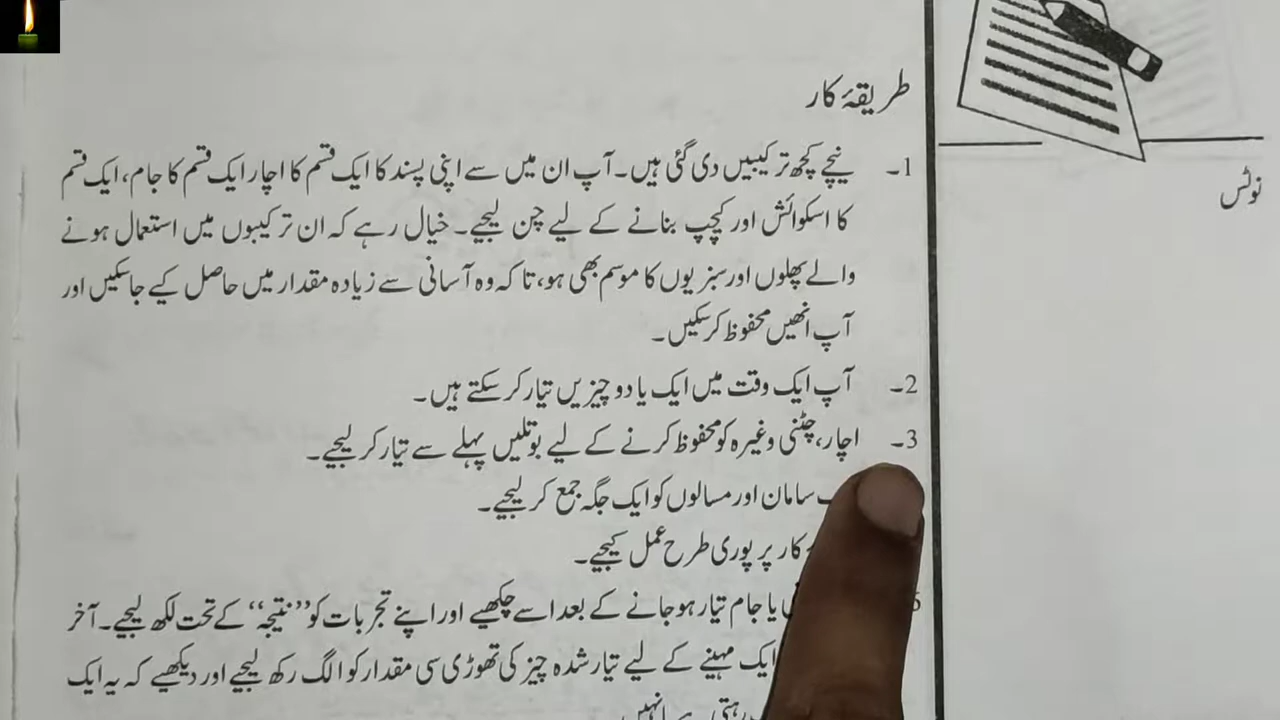 طریقۂ کار
1۔ نیچے کچھ ترکیبیں دی گئی ہیں۔ آپ ان میں سے اپنی پسند کا ایک قسم کا اچار ایک قسم کا جام، ایک قسم
کا اسکوائش اور کیچپ بنانے کے لیے چن لیجیے۔ خیال رہے کہ ان ترکیبوں میں استعمال ہونے
والے پھلوں اور سبزیوں کا موسم بھی ہو، تاکہ وہ آسانی سے زیادہ مقدار میں حاصل کیے جاسکیں اور
آپ انھیں محفوظ کرسکیں۔
2۔ آپ ایک وقت میں ایک یا دو چیزیں تیار کرسکتے ہیں۔
3۔ اچار، چٹنی وغیرہ کو محفوظ کرنے کے لیے بوتلیں پہلے سے تیار کر لیجیے۔
سامان اور مسالوں کو ایک جگہ جمع کر لیجیے۔
کار پر پوری طرح عمل کیجیے۔
یا جام تیار ہوجانے کے بعد اسے چکھیے اور اپنے تجربات کو ’’نتیجہ‘‘ کے تحت لکھ لیجیے۔ آخر
ایک مہینے کے لیے تیار شدہ چیز کی تھوڑی سی مقدار کو الگ رکھ لیجیے اور دیکھیے کہ یہ ایک
نوٹس